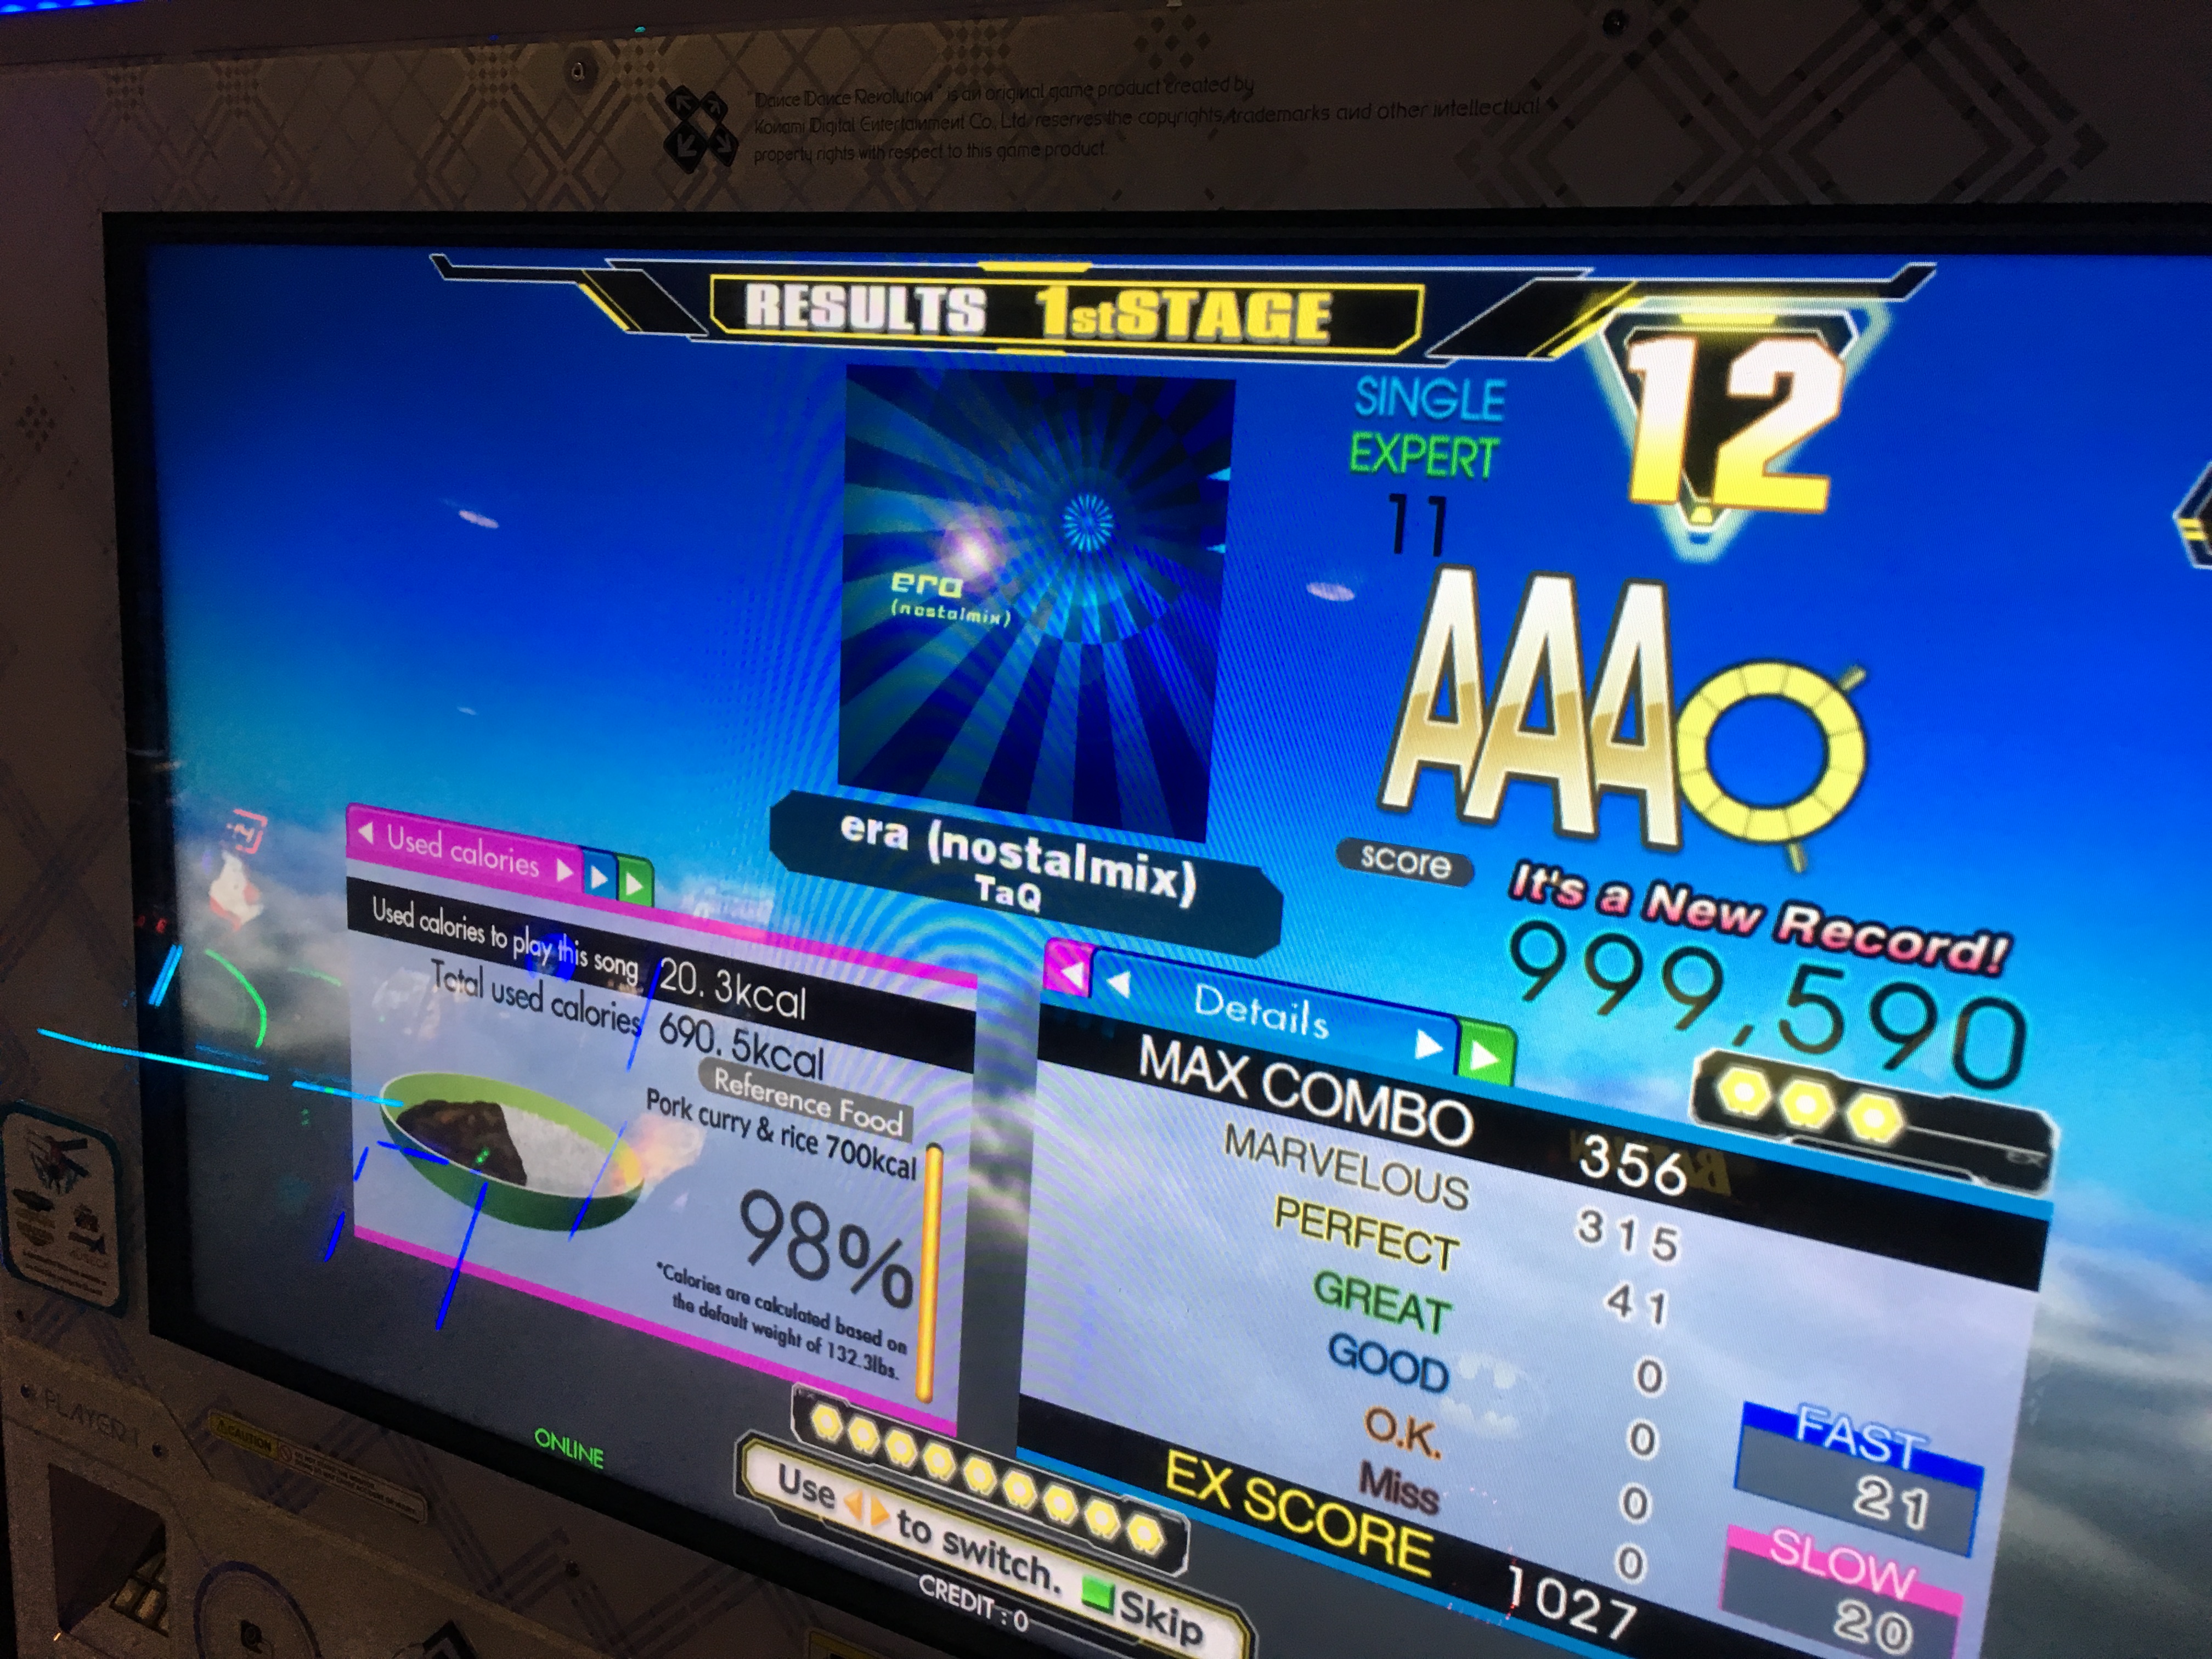 "Dance Dance Revolution" is an original game product created by
Konami Digital Entertainment Co., Ltd. reserves the copyrights, trademarks and other intellectual
property rights with respect to this game product.
RESULTS 1stSTAGE
12
SINGLE
EXPERT
11
era
(nostalmix)
AAA
era (nostalmix)
TaQ
score
It's a New Record!
999,590
Used calories
Used calories to play this song 20.3kcal
Total used calories 690.5kcal
Reference Food
Pork curry & rice 700kcal
98%
*Calories are calculated based on
the default weight of 132.3lbs.
Details
MAX COMBO 356
MARVELOUS 315
PERFECT 41
GREAT 0
GOOD 0
O.K. 0
Miss 0
EX SCORE 1027
FAST
21
SLOW
20
PLAYER 1
CAUTION
ONLINE
Use to switch. Skip
CREDIT : 0